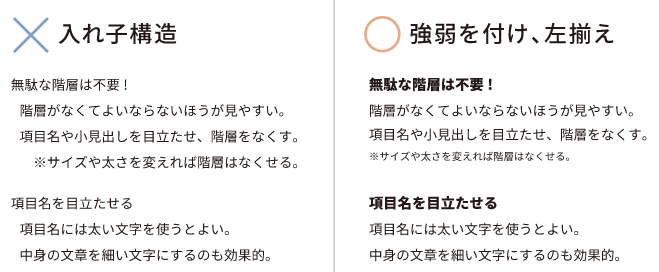 入れ子構造
無駄な階層は不要！
階層がなくてよいならないほうが見やすい。
項目名や小見出しを目立たせ、階層をなくす。
※サイズや太さを変えれば階層はなくせる。
項目名を目立たせる
項目名には太い文字を使うとよい。
中身の文章を細い文字にするのも効果的。
強弱を付け、左揃え
無駄な階層は不要！
階層がなくてよいならないほうが見やすい。
項目名や小見出しを目立たせ、階層をなくす。
※サイズや太さを変えれば階層はなくせる。
項目名を目立たせる
項目名には太い文字を使うとよい。
中身の文章を細い文字にするのも効果的。